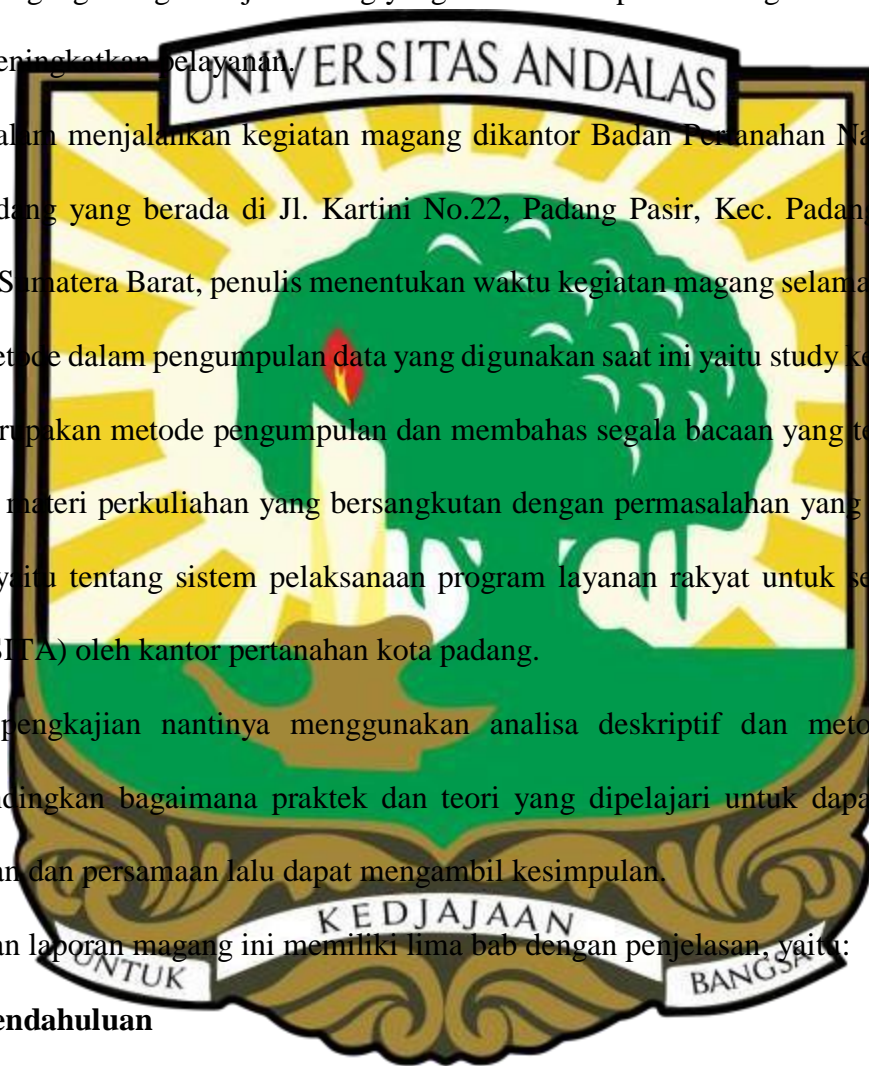 yang
eningkatkan pelayanan.
UNIVERSITAS ANDALAS
alam menjalankan kegiatan magang dikantor Badan Pertanahan Na
dang yang berada di Jl. Kartini No.22, Padang Pasir, Kec. Padang
Sumatera Barat, penulis menentukan waktu kegiatan magang selama
etode dalam pengumpulan data yang digunakan saat ini yaitu study ke
rupakan metode pengumpulan dan membahas segala bacaan yang te
materi perkuliahan yang bersangkutan dengan permasalahan yang
yaitu tentang sistem pelaksanaan program layanan rakyat untuk se
SITA) oleh kantor pertanahan kota padang.
pengkajian nantinya menggunakan analisa deskriptif dan meto
dingkan bagaimana praktek dan teori yang dipelajari untuk dapa
an dan persamaan lalu dapat mengambil kesimpulan.
an laporan magang ini memiliki lima bab dengan penjelasan, yaitu:
UNTUK KEDJAJAAN BANGSA
endahuluan